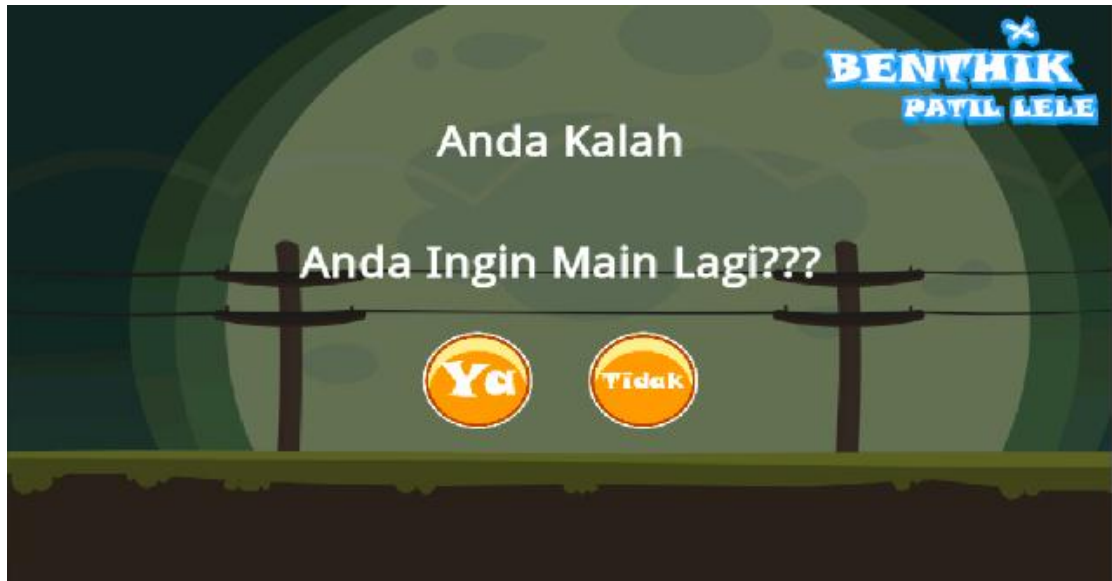 BENTHIK
PATIL LELE
Anda Kalah
Anda Ingin Main Lagi???
Ya
Tidak